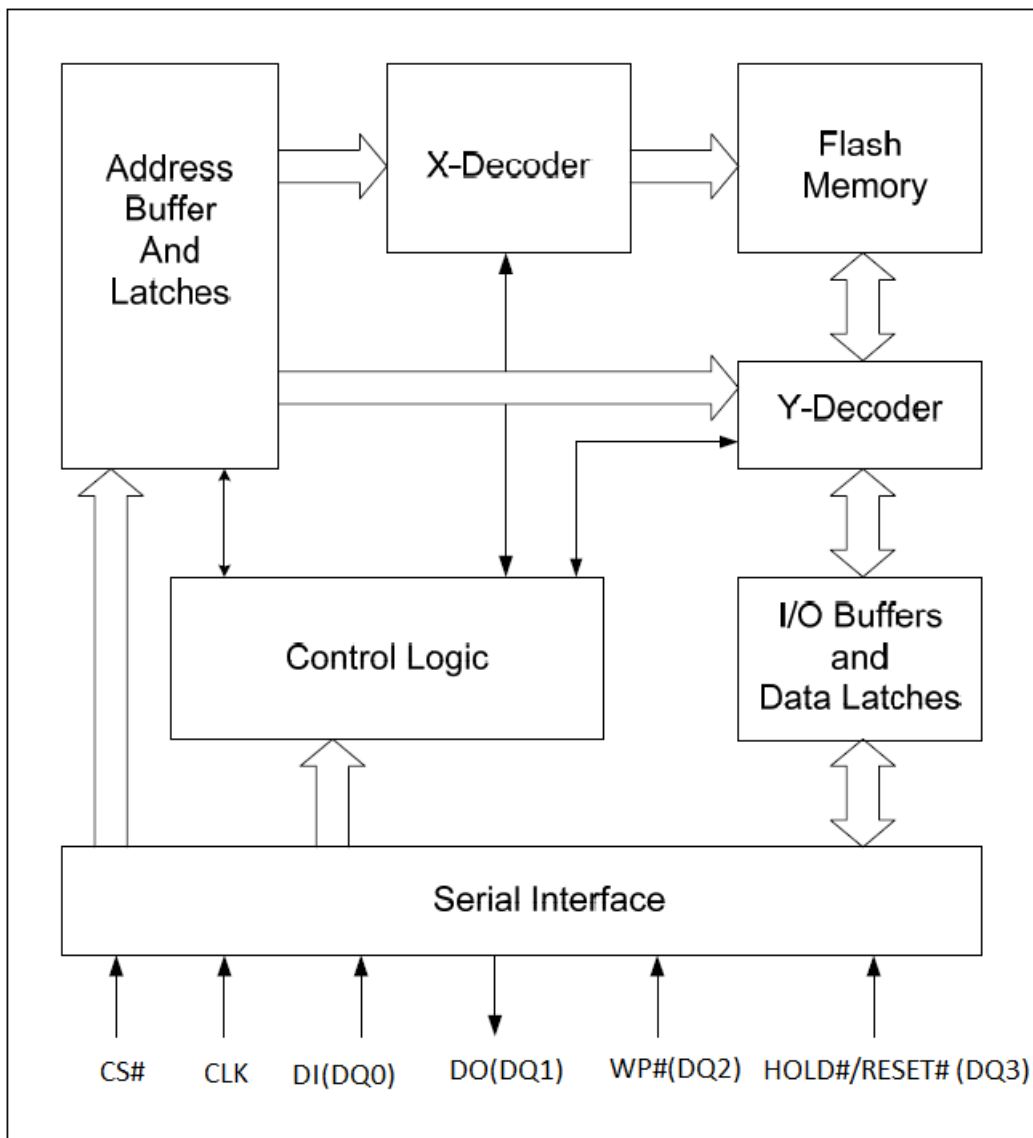 Address
Buffer
And
Latches
X-Decoder
Flash
Memory
Y-Decoder
Control Logic
I/O Buffers
and
Data Latches
Serial Interface
CS#
CLK
DI(DQ0)
DO(DQ1)
WP#(DQ2)
HOLD#/RESET# (DQ3)